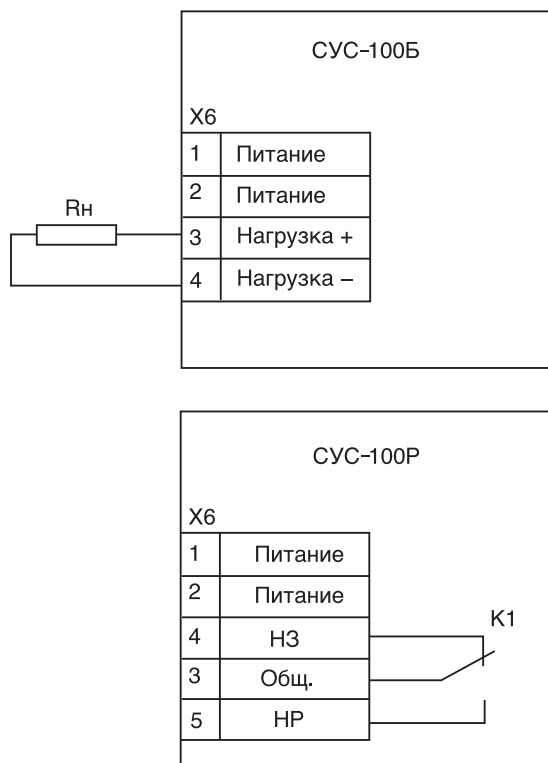 СУС-100Б
X6
1 Питание
2 Питание
Rн
3 Нагрузка +
4 Нагрузка –
СУС-100Р
X6
1 Питание
2 Питание
4 НЗ
K1
3 Общ.
5 НР